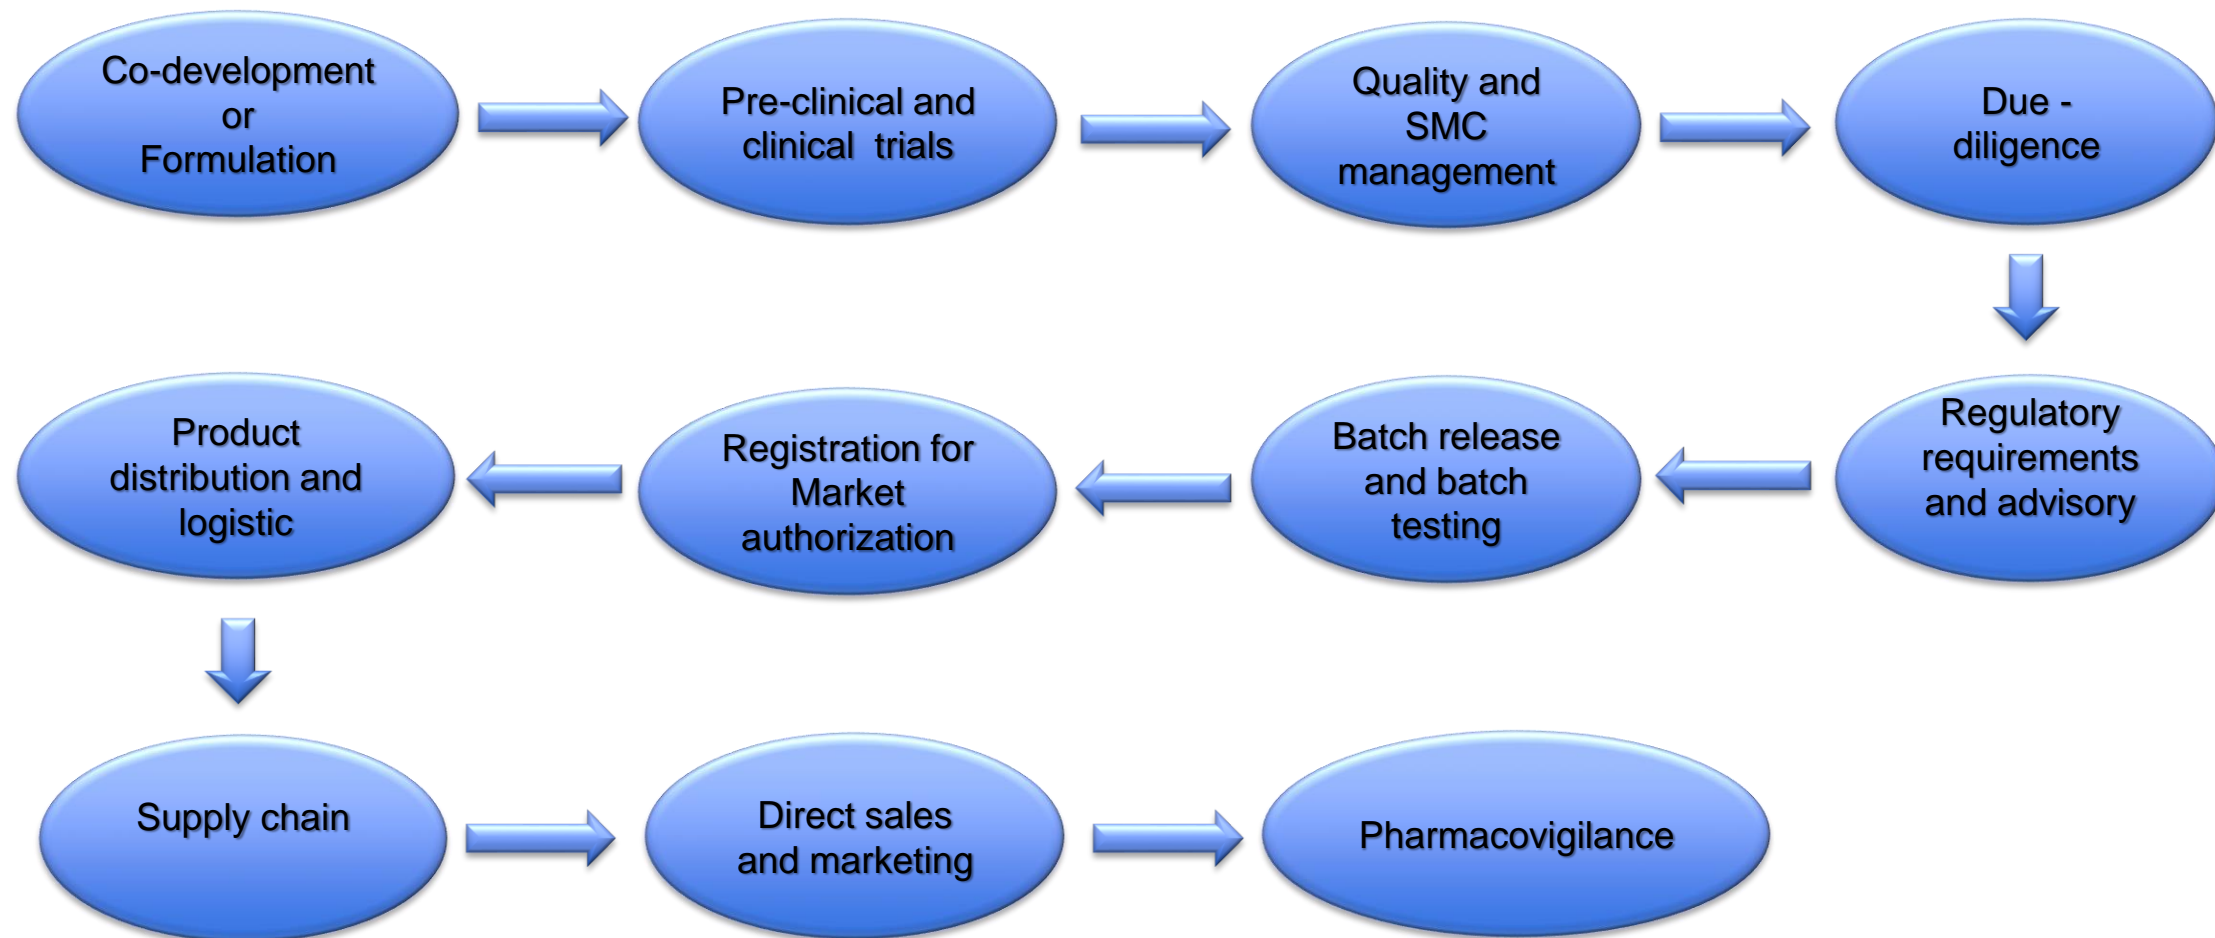 Co-development
or
Formulation
Pre-clinical and
clinical trials
Quality and
SMC
management
Due -
diligence
Regulatory
requirements
and advisory
Batch release
and batch
testing
Registration for
Market
authorization
Product
distribution and
logistic
Supply chain
Direct sales
and marketing
Pharmacovigilance